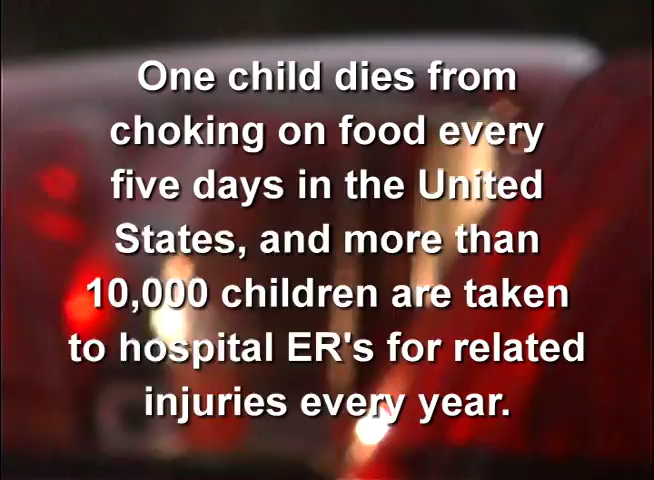 One child dies from
choking on food every
five days in the United
States, and more than
10,000 children are taken
to hospital ER's for related
injuries every year.